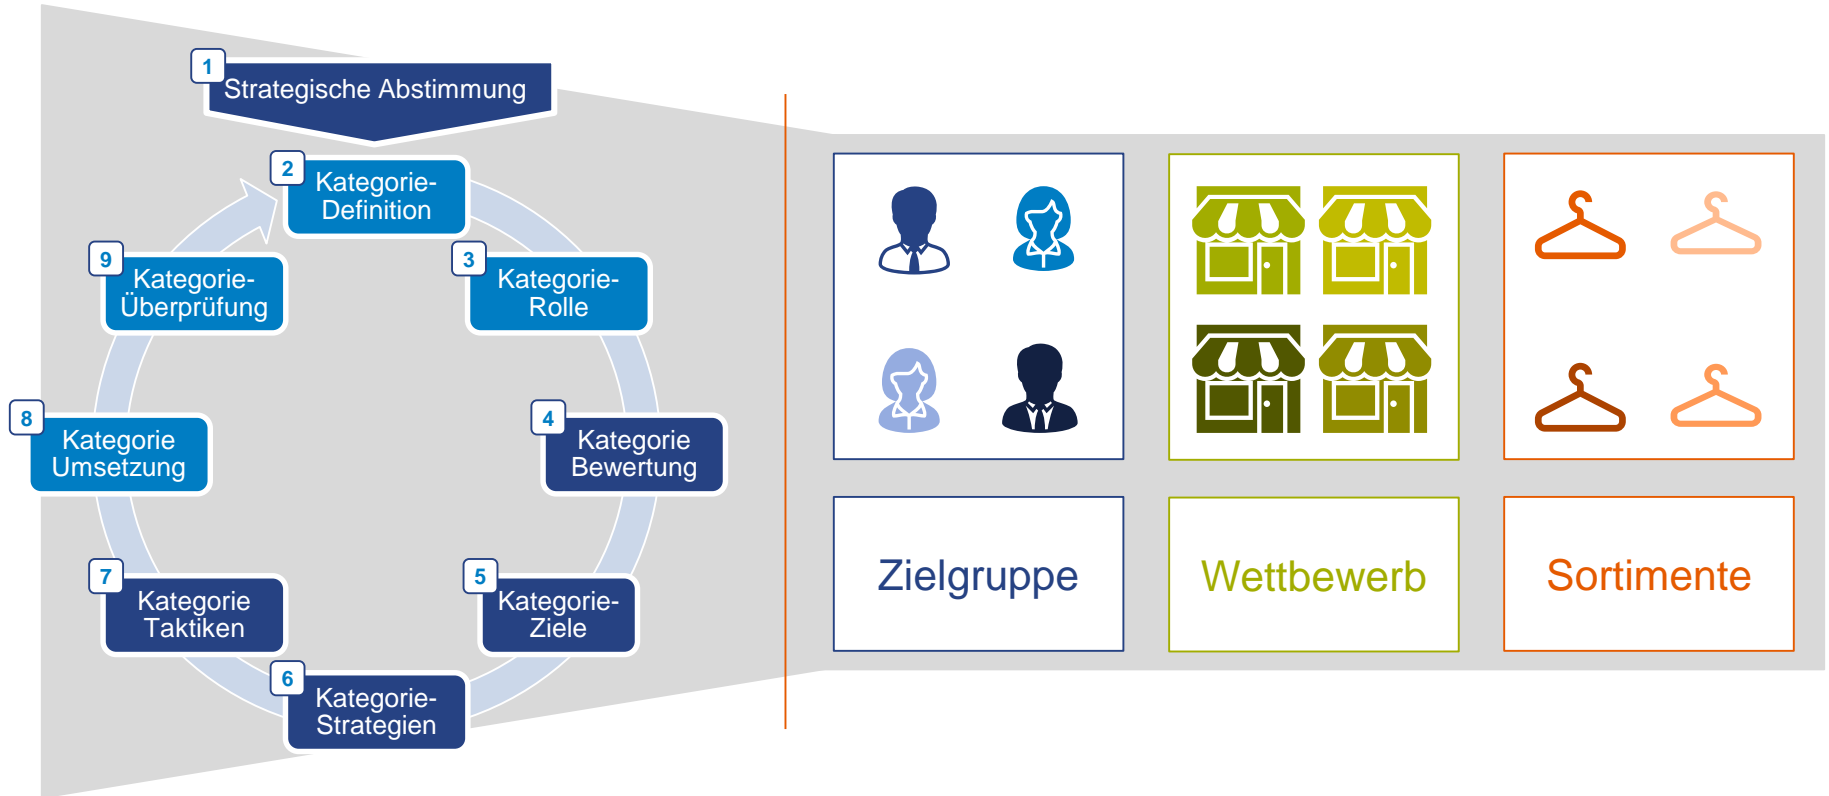 1
Strategische Abstimmung
2
Kategorie-
Definition
3
Kategorie-
Rolle
4
Kategorie
Bewertung
5
Kategorie-
Ziele
6
Kategorie-
Strategien
7
Kategorie
Taktiken
8
Kategorie
Umsetzung
9
Kategorie-
Überprüfung
Zielgruppe
Wettbewerb
Sortimente